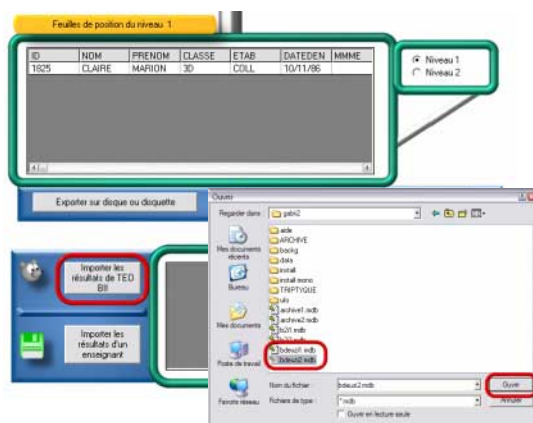 Feuilles de position du niveau 1
ID NOM PRENOM CLASSE ETAB DATEDEN MMME
1825 CLAIRE MARION 3D COLL 10/11/86
Niveau 1
Niveau 2
Exporter sur disque ou disquette
Importer les
résultats de TED
BII
Importer les
résultats d'un
enseignant
Ouvrir
Regarder dans : gabi2
Mes documents
récents
Bureau
Mes documents
Poste de travail
Favoris réseau
aide
ARCHIVE
backg
data
install
install mono
TRIPTYQUE
archive1.mdb
archive2.mdb
bdeux1.mdb
bdeux2.mdb
Nom du fichier : bdeux2.mdb Ouvrir
Fichiers de type : *.mdb Annuler
Ouvrir en lecture seule